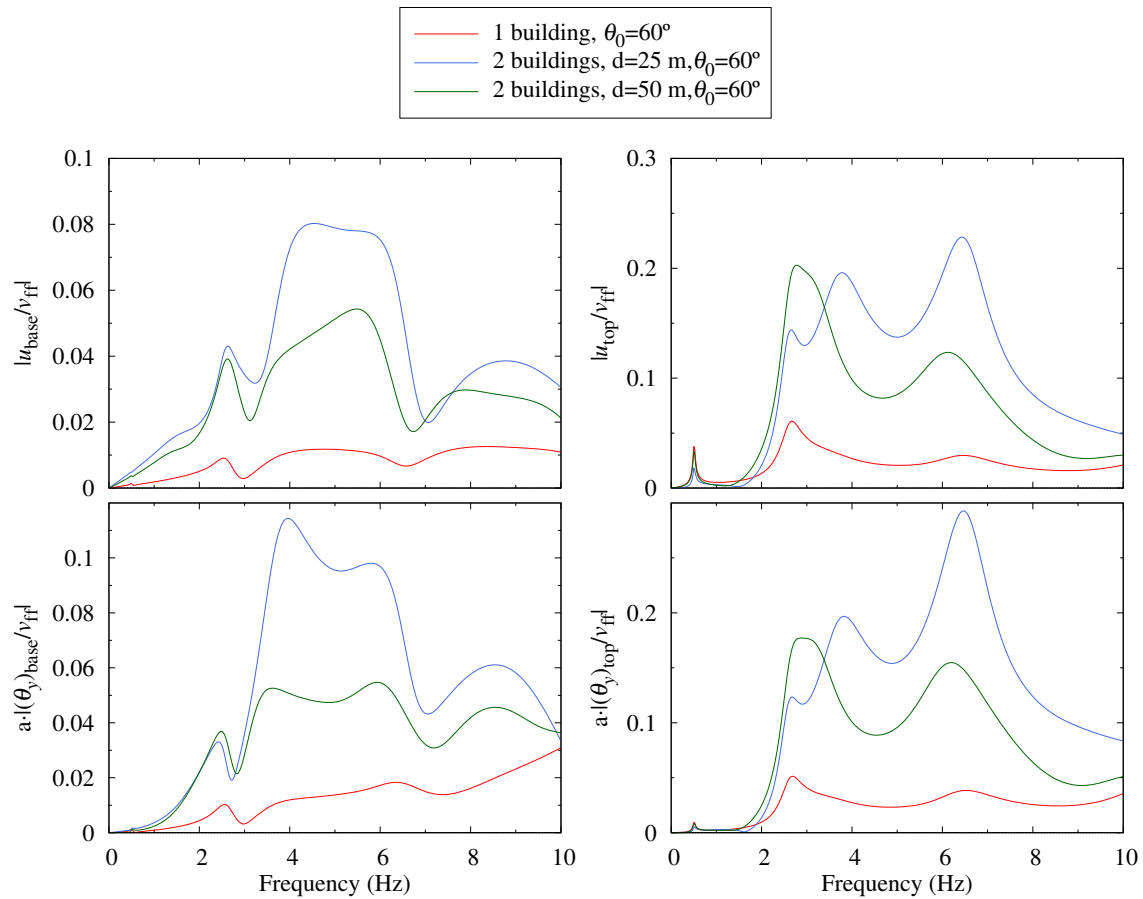 1 building, θ0=60º
2 buildings, d=25 m,θ0=60º
2 buildings, d=50 m,θ0=60º
|ubase/vff|
0.1
0.08
0.06
0.04
0.02
0
|utop/vff|
0.3
0.2
0.1
0
a·|(θy)base/vff|
0.1
0.08
0.06
0.04
0.02
0
0 2 4 6 8 10
Frequency (Hz)
a·|(θy)top/vff|
0.2
0.1
0
0 2 4 6 8 10
Frequency (Hz)